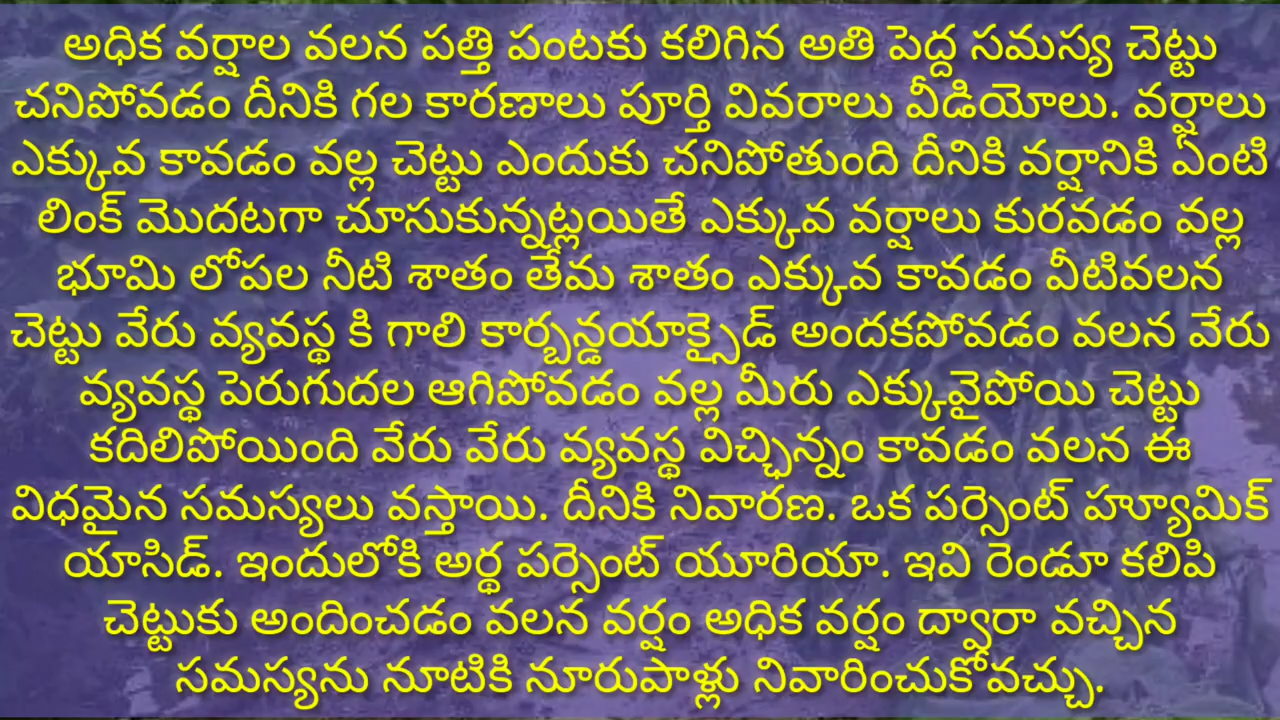 అధిక వర్షాల వలన పత్తి పంటకు కలిగిన అతి పెద్ద సమస్య చెట్టు
చనిపోవడం దీనికి గల కారణాలు పూర్తి వివరాలు వీడియోలు. వర్షాలు
ఎక్కువ కావడం వల్ల చెట్టు ఎందుకు చనిపోతుంది దీనికి వర్షానికి ఏంటి
లింక్ మొదటగా చూసుకున్నట్లయితే ఎక్కువ వర్షాలు కురవడం వల్ల
భూమి లోపల నీటి శాతం తేమ శాతం ఎక్కువ కావడం వీటివలన
చెట్టు వేరు వ్యవస్థ కి గాలి కార్బన్డయాక్సైడ్ అందకపోవడం వలన వేరు
వ్యవస్థ పెరుగుదల ఆగిపోవడం వల్ల మీరు ఎక్కువైపోయి చెట్టు
కదిలిపోయింది వేరు వేరు వ్యవస్థ విచ్ఛిన్నం కావడం వలన ఈ
విధమైన సమస్యలు వస్తాయి. దీనికి నివారణ. ఒక పర్సెంట్ హ్యూమిక్
యాసిడ్. ఇందులోకి అర్థ పర్సెంట్ యూరియా. ఇవి రెండూ కలిపి
చెట్టుకు అందించడం వలన వర్షం అధిక వర్షం ద్వారా వచ్చిన
సమస్యను నూటికి నూరుపాళ్లు నివారించుకోవచ్చు.